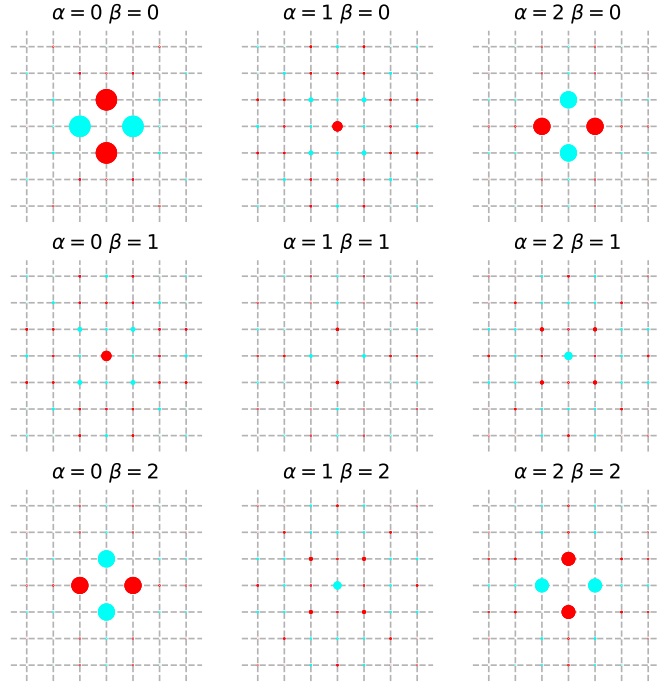 α = 0 β = 0
α = 1 β = 0
α = 2 β = 0
α = 0 β = 1
α = 1 β = 1
α = 2 β = 1
α = 0 β = 2
α = 1 β = 2
α = 2 β = 2